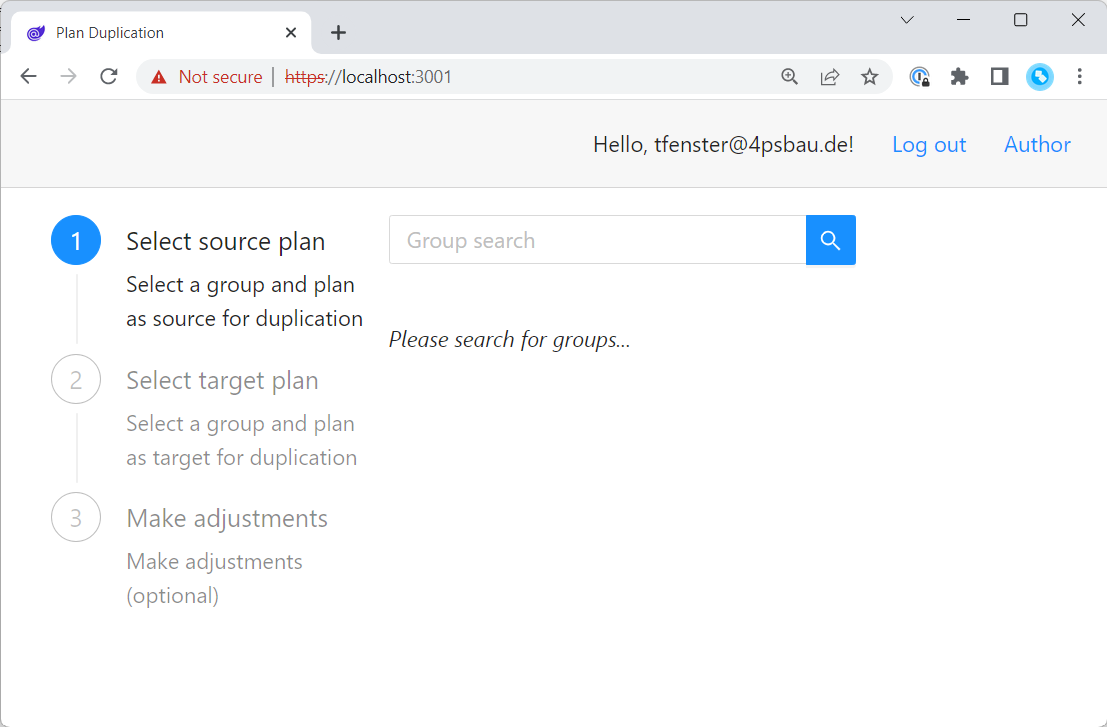 Plan Duplication
Not secure | https://localhost:3001
Hello, tfenster@4psbau.de! Log out Author
1 Select source plan
Select a group and plan
as source for duplication
Group search
Please search for groups...
2 Select target plan
Select a group and plan
as target for duplication
3 Make adjustments
Make adjustments
(optional)